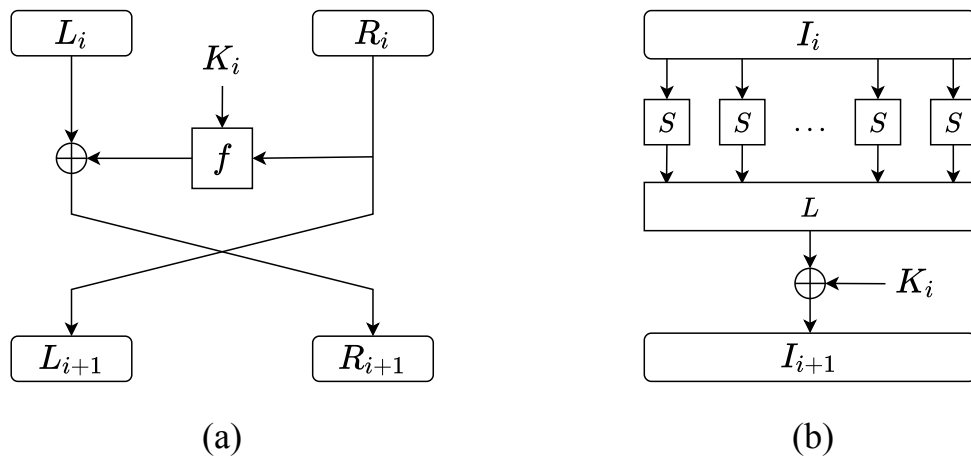 L_i R_i
K_i
f
L_{i+1} R_{i+1}
(a)
I_i
S S … S S
L
K_i
I_{i+1}
(b)